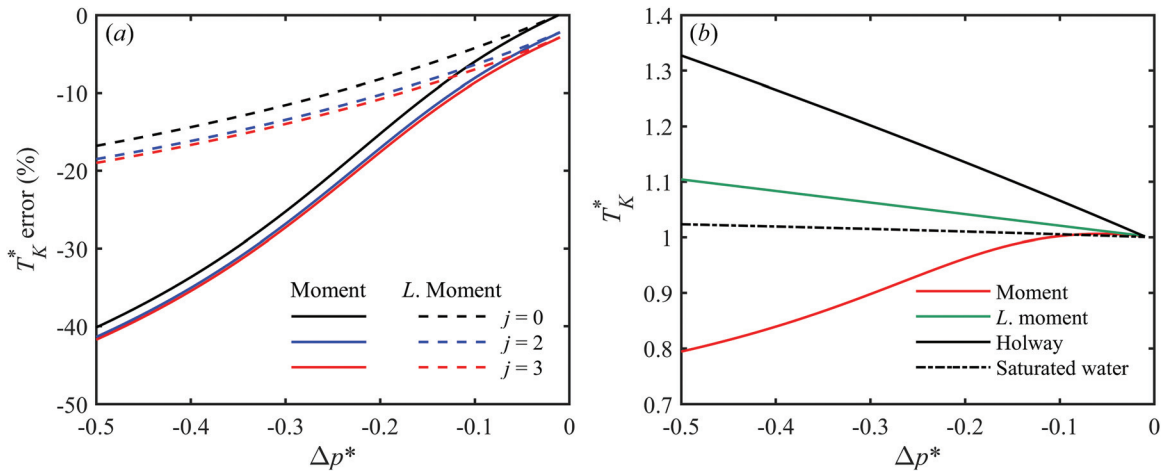 (a)
0
-10
-20
-30
-40
-50
T*K error (%)
Moment L. Moment
j = 0
j = 2
j = 3
-0.5 -0.4 -0.3 -0.2 -0.1 0
Δp*
(b)
1.4
1.3
1.2
1.1
1
0.9
0.8
0.7
T*K
Moment
L. moment
Holway
Saturated water
-0.5 -0.4 -0.3 -0.2 -0.1 0
Δp*